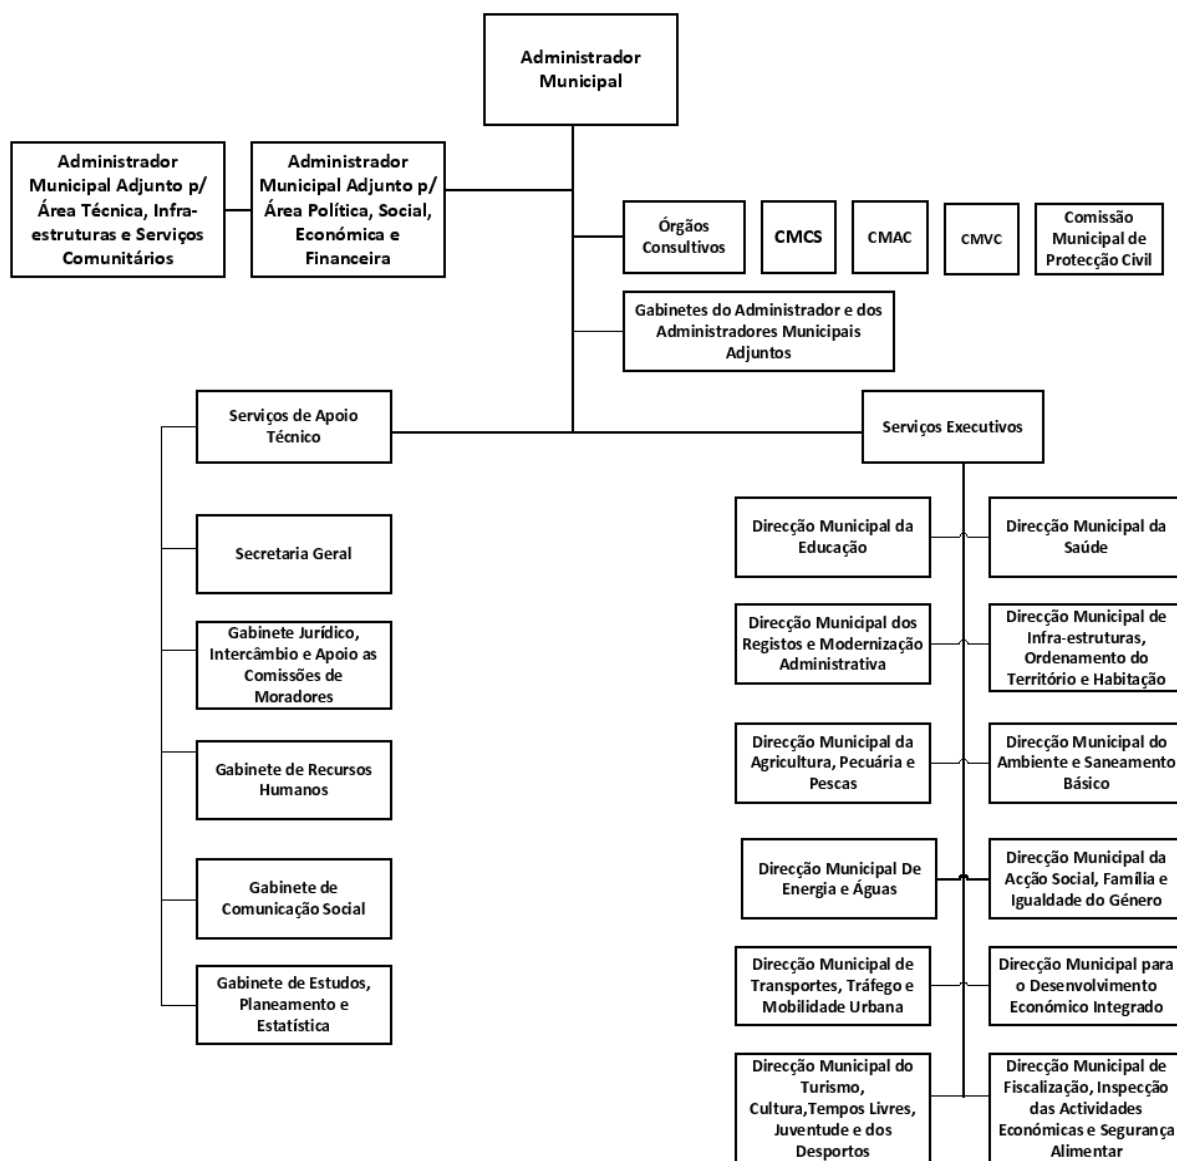 Administrador
Municipal
Administrador
Municipal Adjunto p/
Área Técnica, Infra-
estruturas e Serviços
Comunitários
Administrador
Municipal Adjunto p/
Área Política, Social,
Económica e
Financeira
Órgãos
Consultivos
CMCS
CMAC
CMVC
Comissão
Municipal de
Protecção Civil
Gabinetes do Administrador e dos
Administradores Municipais
Adjuntos
Serviços de Apoio
Técnico
Serviços Executivos
Secretaria Geral
Gabinete Jurídico,
Intercâmbio e Apoio as
Comissões de
Moradores
Gabinete de Recursos
Humanos
Gabinete de
Comunicação Social
Gabinete de Estudos,
Planeamento e
Estatística
Direcção Municipal da
Educação
Direcção Municipal da
Saúde
Direcção Municipal dos
Registos e Modernização
Administrativa
Direcção Municipal de
Infra-estruturas,
Ordenamento do
Território e Habitação
Direcção Municipal da
Agricultura, Pecuária e
Pescas
Direcção Municipal do
Ambiente e Saneamento
Básico
Direcção Municipal De
Energia e Águas
Direcção Municipal da
Acção Social, Família e
Igualdade do Género
Direcção Municipal de
Transportes, Tráfego e
Mobilidade Urbana
Direcção Municipal para
o Desenvolvimento
Económico Integrado
Direcção Municipal do
Turismo,
Cultura,Tempos Livres,
Juventude e dos
Desportos
Direcção Municipal de
Fiscalização, Inspecção
das Actividades
Económicas e Segurança
Alimentar